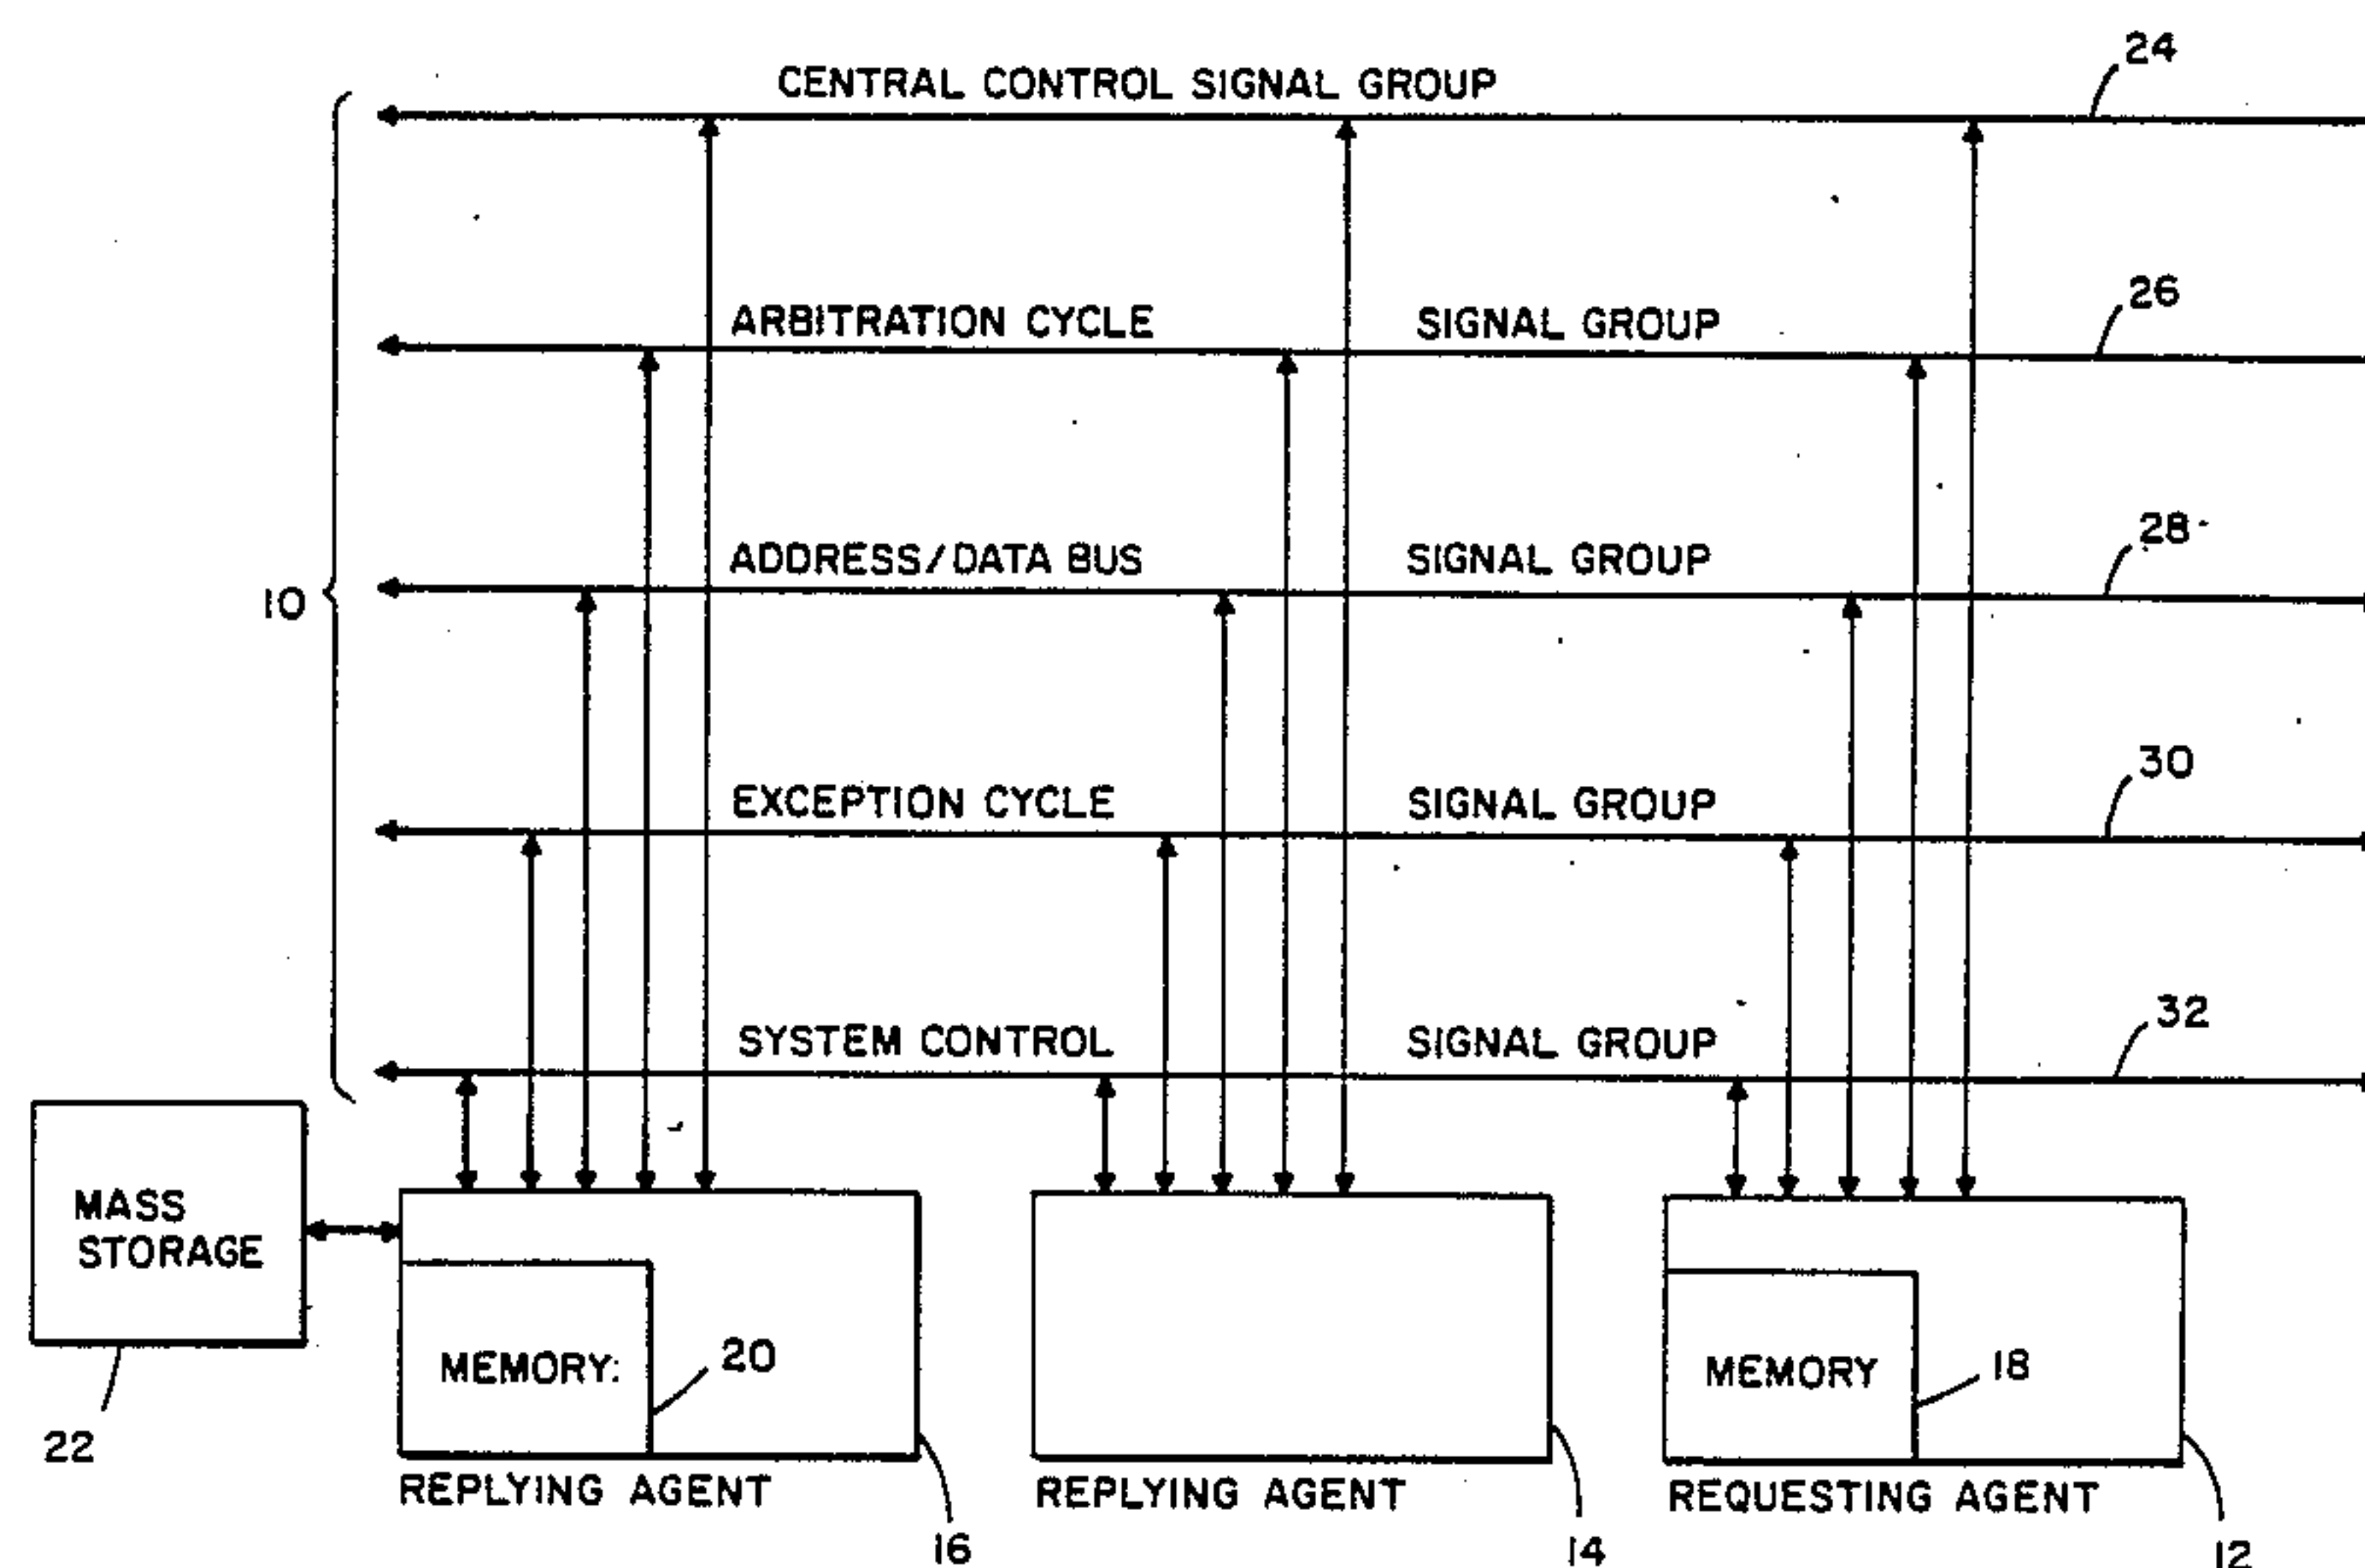 24
CENTRAL CONTROL SIGNAL GROUP
26
ARBITRATION CYCLE SIGNAL GROUP
28
ADDRESS/DATA BUS SIGNAL GROUP
10
30
EXCEPTION CYCLE SIGNAL GROUP
32
SYSTEM CONTROL SIGNAL GROUP
MASS
STORAGE
22
MEMORY:
20
MEMORY
18
REPLYING AGENT
REPLYING AGENT
REQUESTING AGENT
16
14
12